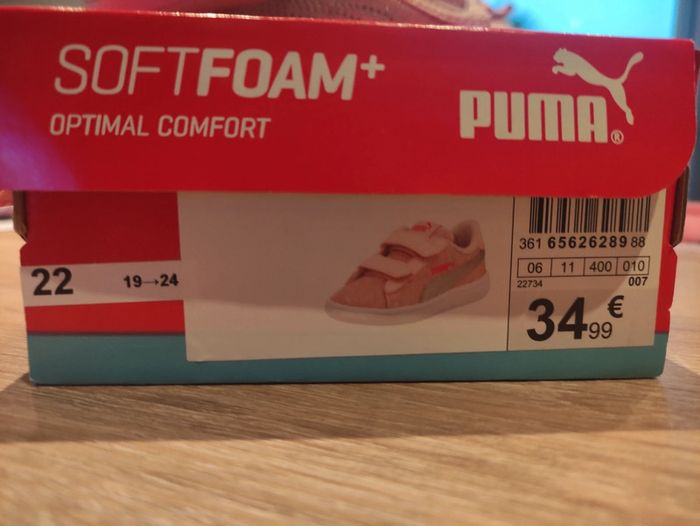 SOFTFOAM+
OPTIMAL COMFORT
PUMA®
22 19→24
361 65626289 88
06 11 400 010
22734 007
34,99 €